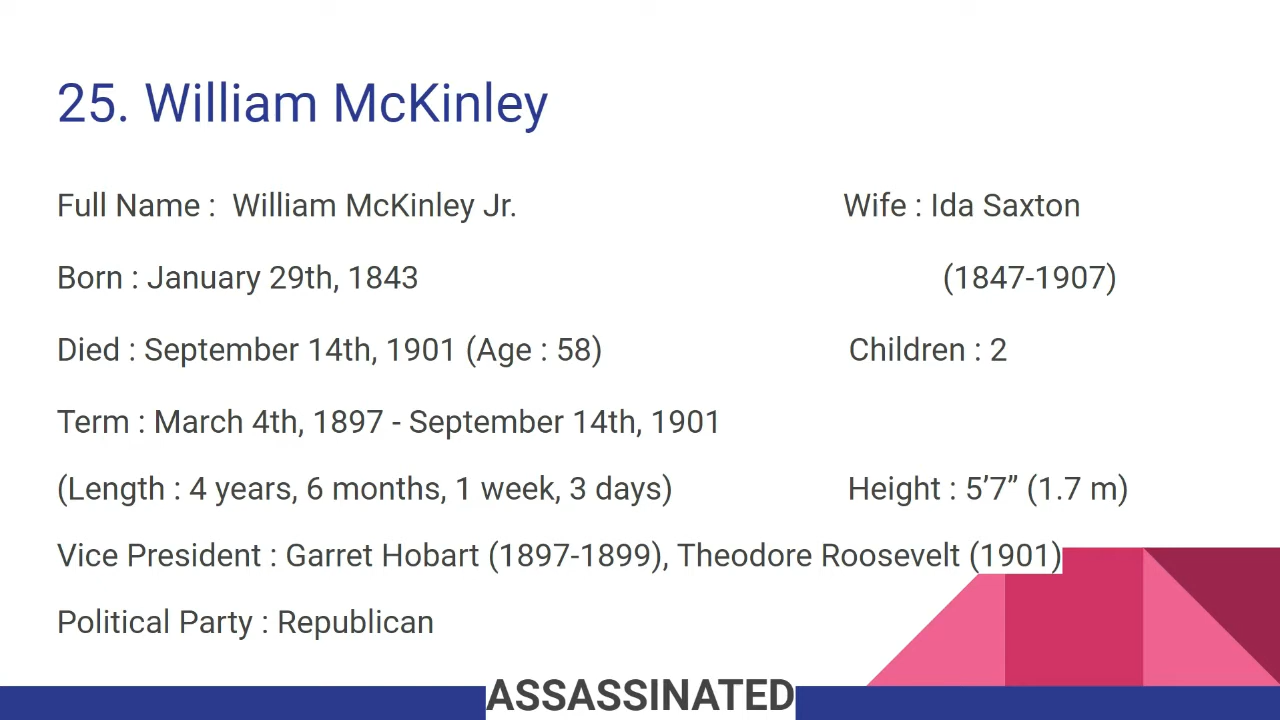 25. William McKinley
Full Name : William McKinley Jr.
Wife : Ida Saxton
Born : January 29th, 1843
(1847-1907)
Died : September 14th, 1901 (Age : 58)
Children : 2
Term : March 4th, 1897 - September 14th, 1901
(Length : 4 years, 6 months, 1 week, 3 days)
Height : 5’7” (1.7 m)
Vice President : Garret Hobart (1897-1899), Theodore Roosevelt (1901)
Political Party : Republican
ASSASSINATED